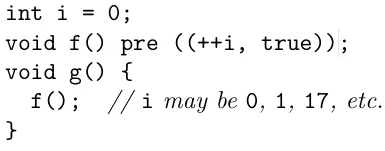 int i = 0;
void f() pre ((++i, true));
void g() {
  f();  // i may be 0, 1, 17, etc.
}